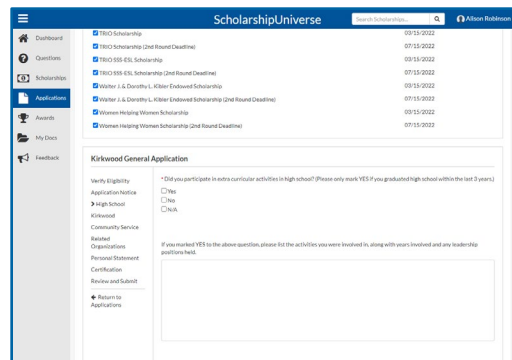 ScholarshipUniverse
Search Scholarships...
Alison Robinson
Dashboard
Questions
Scholarships
Applications
Awards
My Docs
Feedback
TRIO Scholarship 03/15/2022
TRIO Scholarship (2nd Round Deadline) 07/15/2022
TRIO SSS-ESL Scholarship 03/15/2022
TRIO SSS-ESL Scholarship (2nd Round Deadline) 07/15/2022
Walter J. & Dorothy L. Kibler Endowed Scholarship 03/15/2022
Walter J. & Dorothy L. Kibler Endowed Scholarship (2nd Round Deadline) 07/15/2022
Women Helping Women Scholarship 03/15/2022
Women Helping Women Scholarship (2nd Round Deadline) 07/15/2022
Kirkwood General Application
Verify Eligibility
Application Notice
High School
Kirkwood
Community Service
Related
Organizations
Personal Statement
Certification
Review and Submit
Return to
Applications
* Did you participate in extra curricular activities in high school? (Please only mark YES if you graduated high school within the last 3 years.)
Yes
No
N/A
If you marked YES to the above question, please list the activities you were involved in, along with years involved and any leadership
positions held.